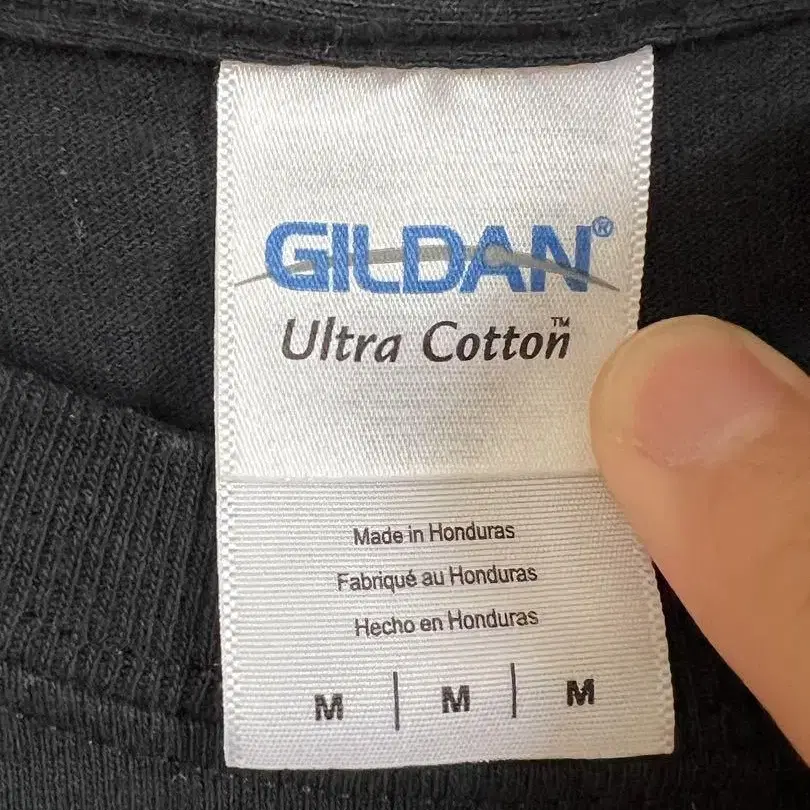 GILDAN®
Ultra Cotton™
Made in Honduras
Fabriqué au Honduras
Hecho en Honduras
M | M | M